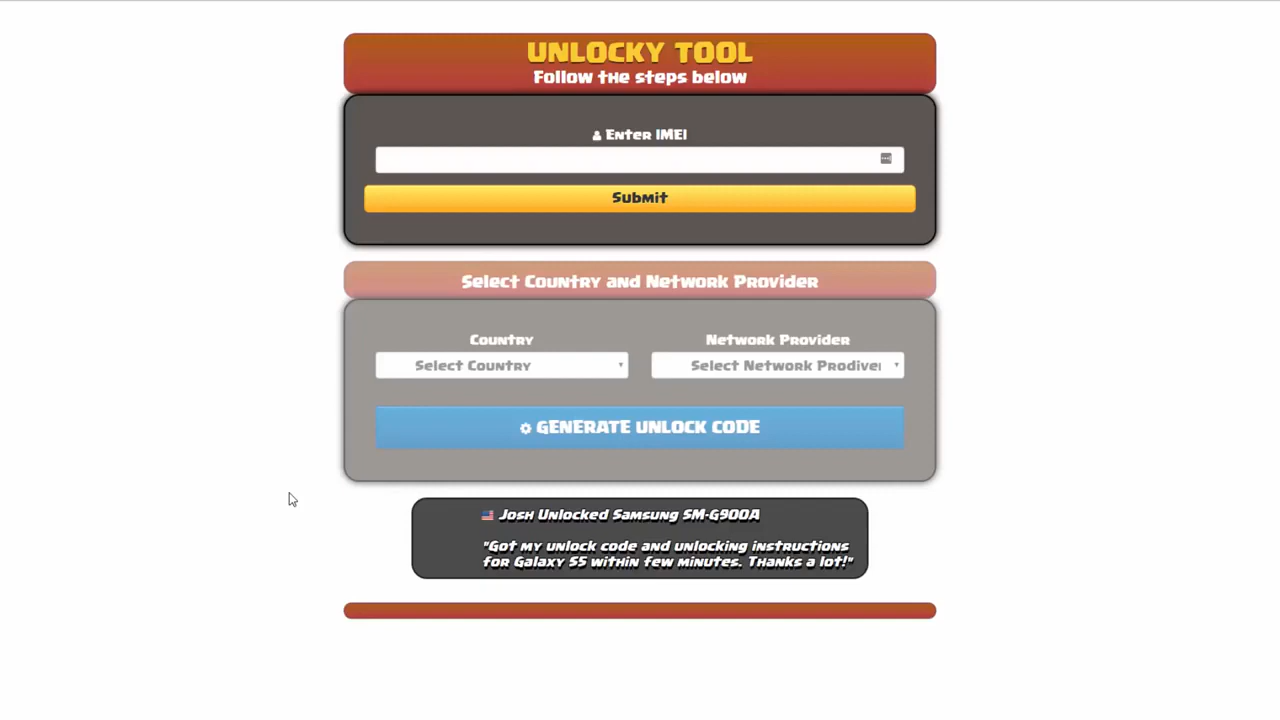 UNLOCKY TOOL
Follow the steps below
Enter IMEI
Submit
Select Country and Network Provider
Country
Network Provider
Select Country
Select Network Prodiver
GENERATE UNLOCK CODE
Josh Unlocked Samsung SM-G900A
"Got my unlock code and unlocking instructions
for Galaxy S5 within few minutes. Thanks a lot!"